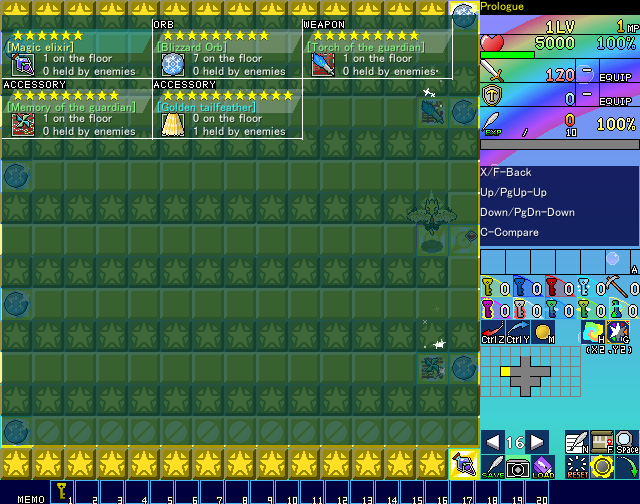 Prologue
ORB
WEAPON
[Magic elixir]
1 on the floor
0 held by enemies
[Blizzard Orb]
7 on the floor
0 held by enemies
[Torch of the guardian]
1 on the floor
0 held by enemies
ACCESSORY
ACCESSORY
[Memory of the guardian]
1 on the floor
0 held by enemies
[Golden tailfeather]
0 on the floor
1 held by enemies
1LV 1MP
5000 100%
120 - EQUIP
0 - EQUIP
EXP / 0 10 100%
X/F-Back
Up/PgUp-Up
Down/PgDn-Down
C-Compare
A
0 0 0 0 0
0 0 0 0 0
Ctrl Z Ctrl Y M H G
(X2,Y2)
16 N F Space
SAVE LOAD RESET
MEMO 1 2 3 4 5 6 7 8 9 10 11 12 13 14 15 16 17 18 19 20